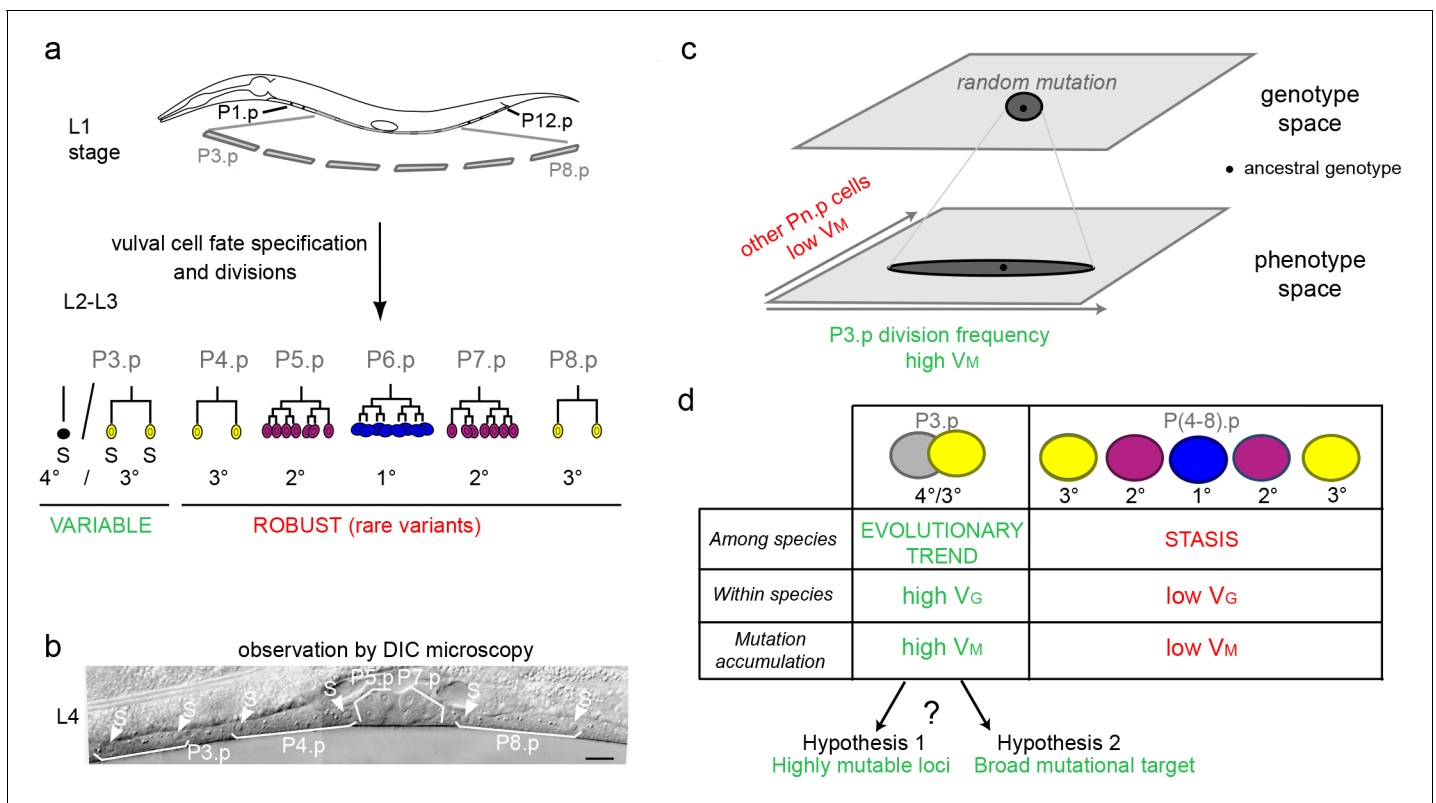 a
P1.p
P12.p
L1
stage
P3.p
P8.p
vulval cell fate specification
and divisions
L2-L3
P3.p P4.p P5.p P6.p P7.p P8.p
S S S
4° / 3° 3° 2° 1° 2° 3°
VARIABLE ROBUST (rare variants)
b
observation by DIC microscopy
L4
S S S S S S
P3.p P4.p P5.p P7.p P8.p
c
random mutation
genotype
space
• ancestral genotype
other Pn.p cells
low VM
phenotype
space
P3.p division frequency
high VM
d
P3.p P(4-8).p
4°/3° 3° 2° 1° 2° 3°
Among species EVOLUTIONARY TREND STASIS
Within species high VG low VG
Mutation accumulation high VM low VM
?
Hypothesis 1 Hypothesis 2
Highly mutable loci Broad mutational target